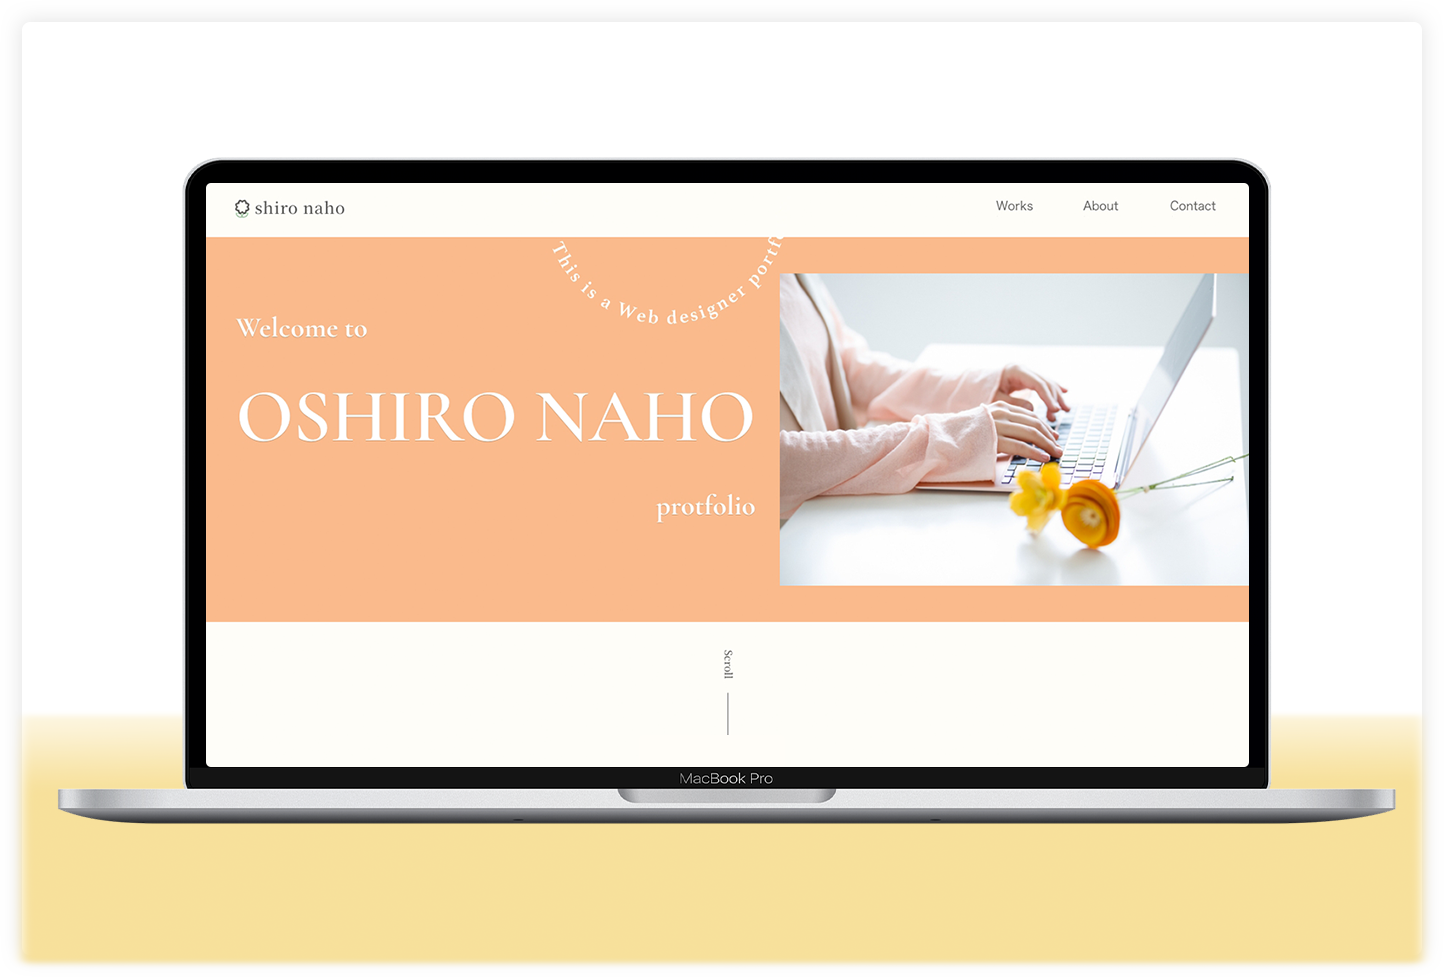 shiro naho
Works
About
Contact
This is a Web designer portf
Welcome to
OSHIRO NAHO
protfolio
Scroll
MacBook Pro